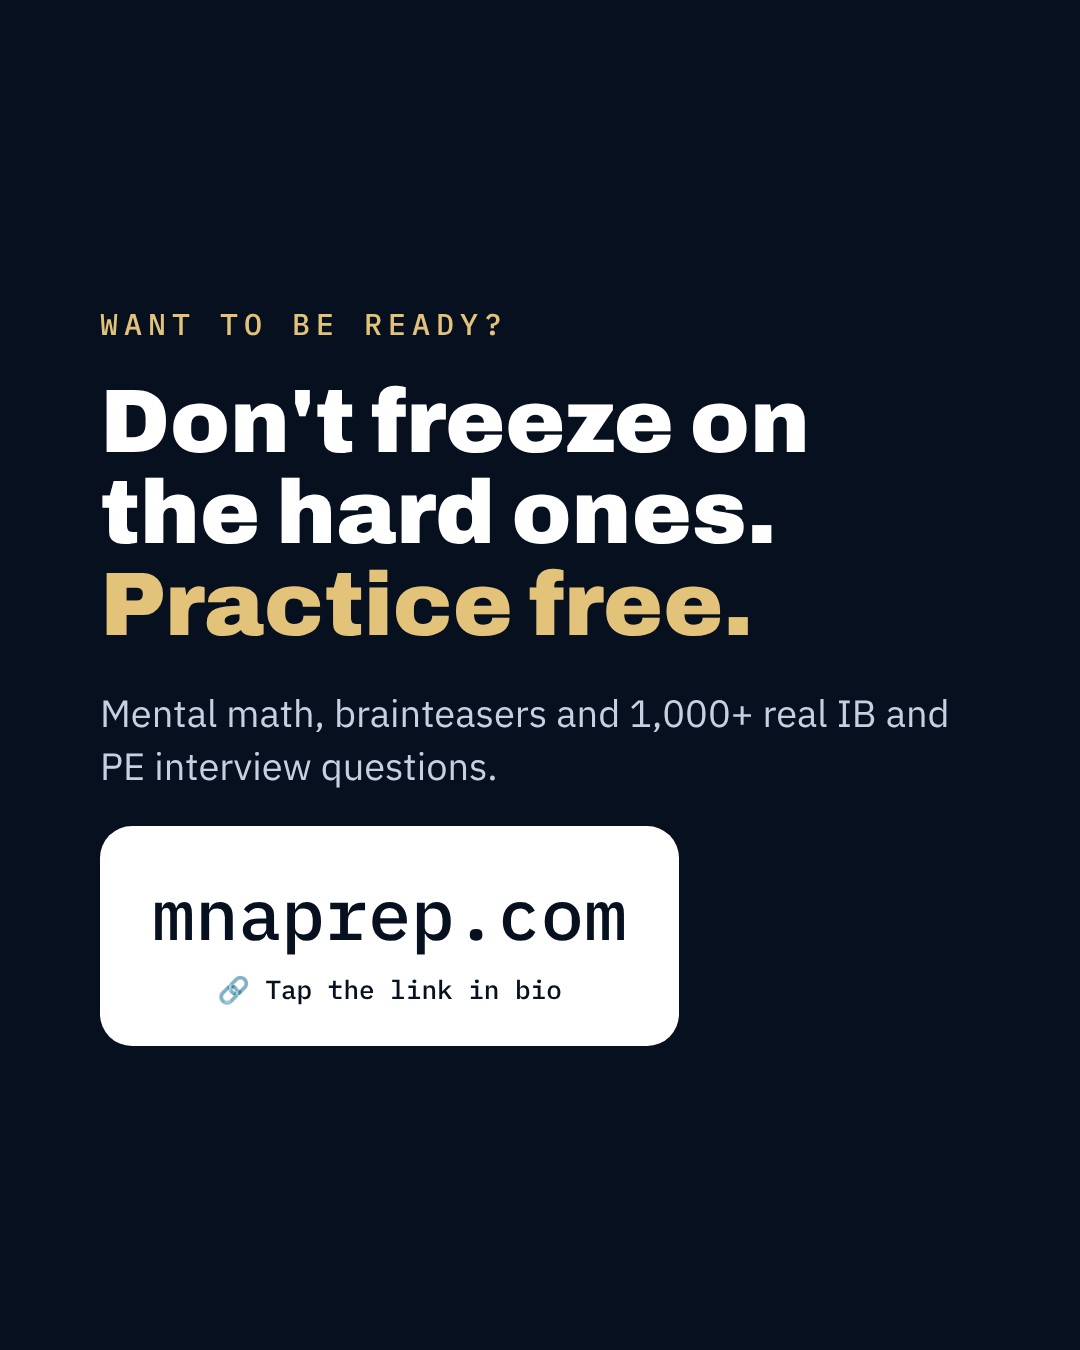 WANT TO BE READY?
Don't freeze on
the hard ones.
Practice free.
Mental math, brainteasers and 1,000+ real IB and
PE interview questions.
mnaprep.com
🔗 Tap the link in bio